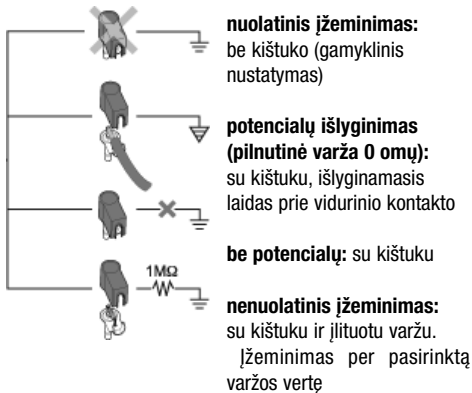 nuolatinis įžeminimas:
be kištuko (gamyklinis
nustatymas)
potencialų išlyginimas
(pilnutinė varža 0 omų):
su kištuku, išlyginamasis
laidas prie vidurinio kontakto
be potencialų: su kištuku
1MΩ
nenuolatinis įžeminimas:
su kištuku ir įlituotu varžu.
Įžeminimas per pasirinktą
varžos vertę